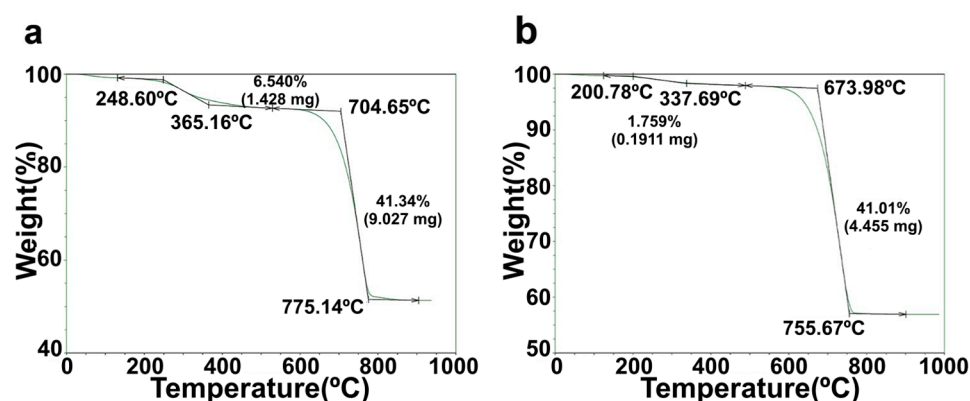 a
100
80
60
40
Weight(%)
248.60ºC
365.16ºC
6.540%
(1.428 mg)
704.65ºC
41.34%
(9.027 mg)
775.14ºC
0
200
400
600
800
1000
Temperature(ºC)
b
100
90
80
70
60
50
Weight(%)
200.78ºC
337.69ºC
1.759%
(0.1911 mg)
673.98ºC
41.01%
(4.455 mg)
755.67ºC
0
200
400
600
800
1000
Temperature(ºC)